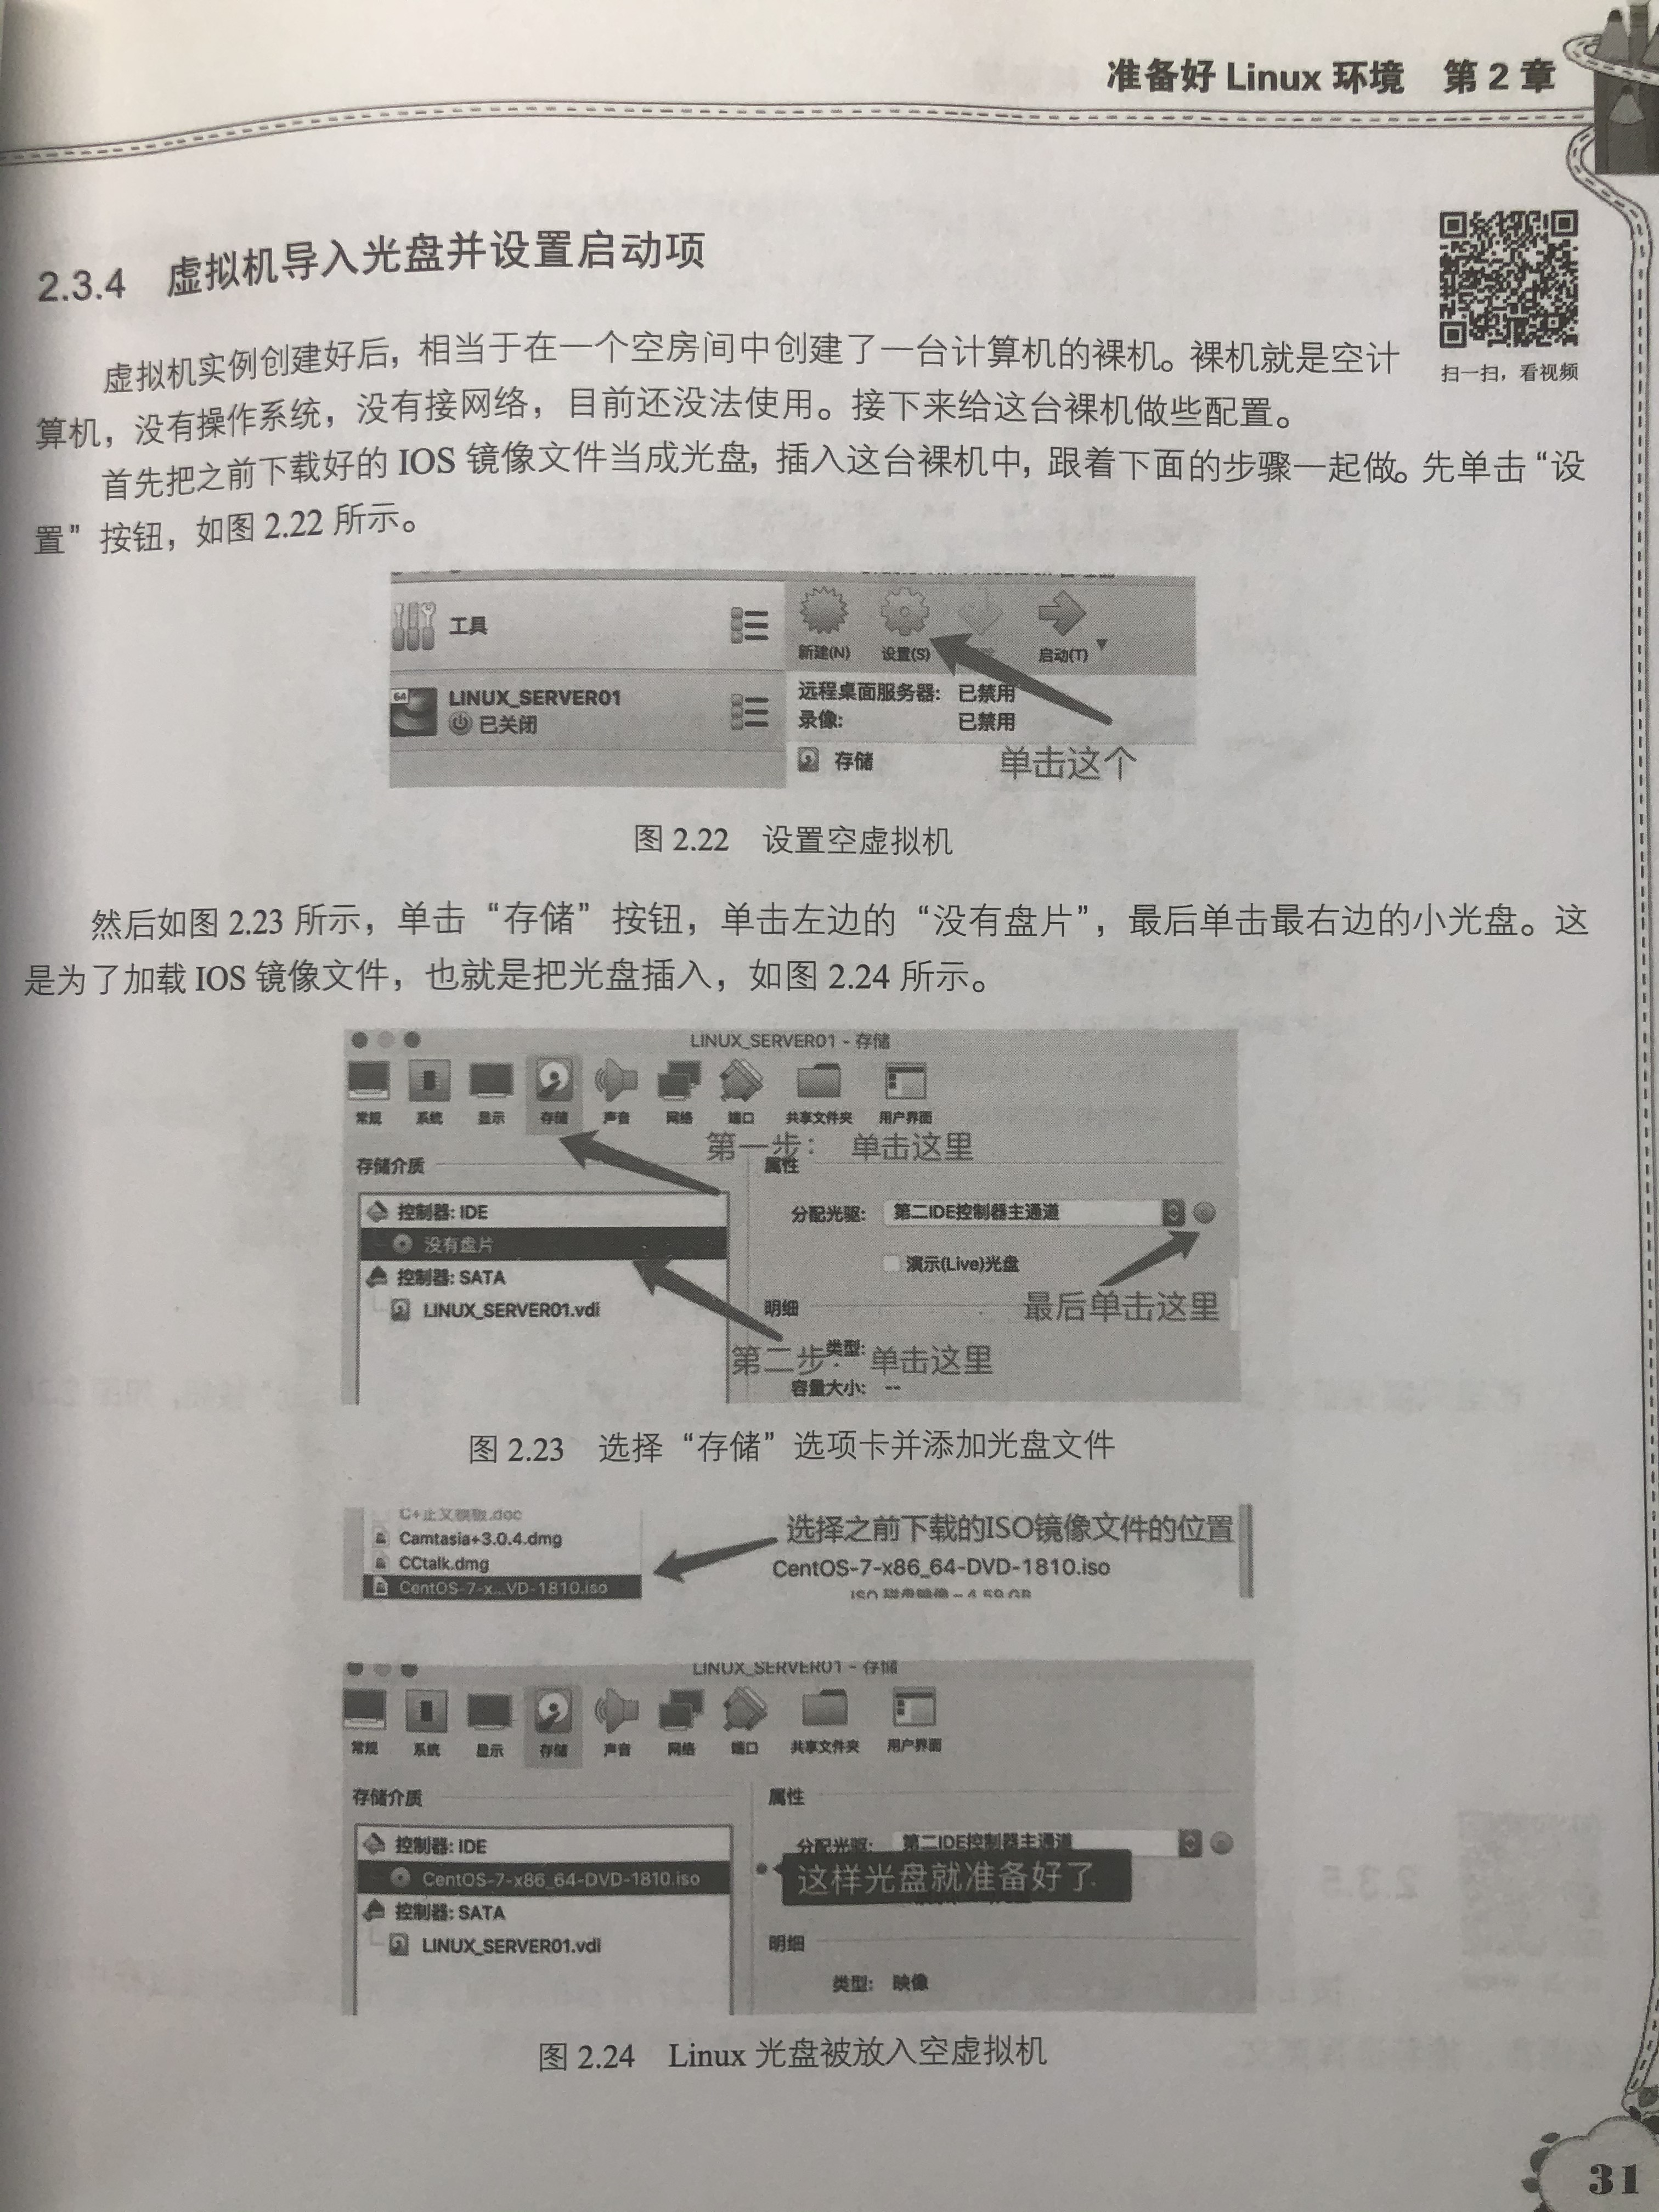 准备好 Linux 环境 第 2 章
2.3.4 虚拟机导入光盘并设置启动项
扫一扫，看视频
虚拟机实例创建好后，相当于在一个空房间中创建了一台计算机的裸机。裸机就是空计
算机，没有操作系统，没有接网络，目前还没法使用。接下来给这台裸机做些配置。
首先把之前下载好的 IOS 镜像文件当成光盘，插入这台裸机中，跟着下面的步骤一起做。先单击“设
置”按钮，如图 2.22 所示。
工具
新建(N) 设置(S) 启动(T)
LINUX_SERVER01
已关闭
远程桌面服务器: 已禁用
录像: 已禁用
存储
单击这个
图 2.22 设置空虚拟机
然后如图 2.23 所示，单击“存储”按钮，单击左边的“没有盘片”，最后单击最右边的小光盘。这
是为了加载 IOS 镜像文件，也就是把光盘插入，如图 2.24 所示。
LINUX_SERVER01 - 存储
常规 系统 显示 存储 声音 网络 端口 共享文件夹 用户界面
第一步： 单击这里
存储介质
属性
控制器: IDE
没有盘片
控制器: SATA
LINUX_SERVER01.vdi
分配光驱: 第二IDE控制器主通道
演示(Live)光盘
最后单击这里
明细
类型:
第二步： 单击这里
容量大小: --
图 2.23 选择“存储”选项卡并添加光盘文件
Camtasia+3.0.4.dmg
CCtalk.dmg
CentOS-7-x...VD-1810.iso
选择之前下载的ISO镜像文件的位置
CentOS-7-x86_64-DVD-1810.iso
ISO 磁盘映像 – 4.59 GB
LINUX_SERVER01 - 存储
常规 系统 显示 存储 声音 网络 端口 共享文件夹 用户界面
存储介质
属性
控制器: IDE
CentOS-7-x86_64-DVD-1810.iso
控制器: SATA
LINUX_SERVER01.vdi
分配光驱: 第二IDE控制器主通道
这样光盘就准备好了.
明细
类型: 映像
图 2.24 Linux 光盘被放入空虚拟机
31